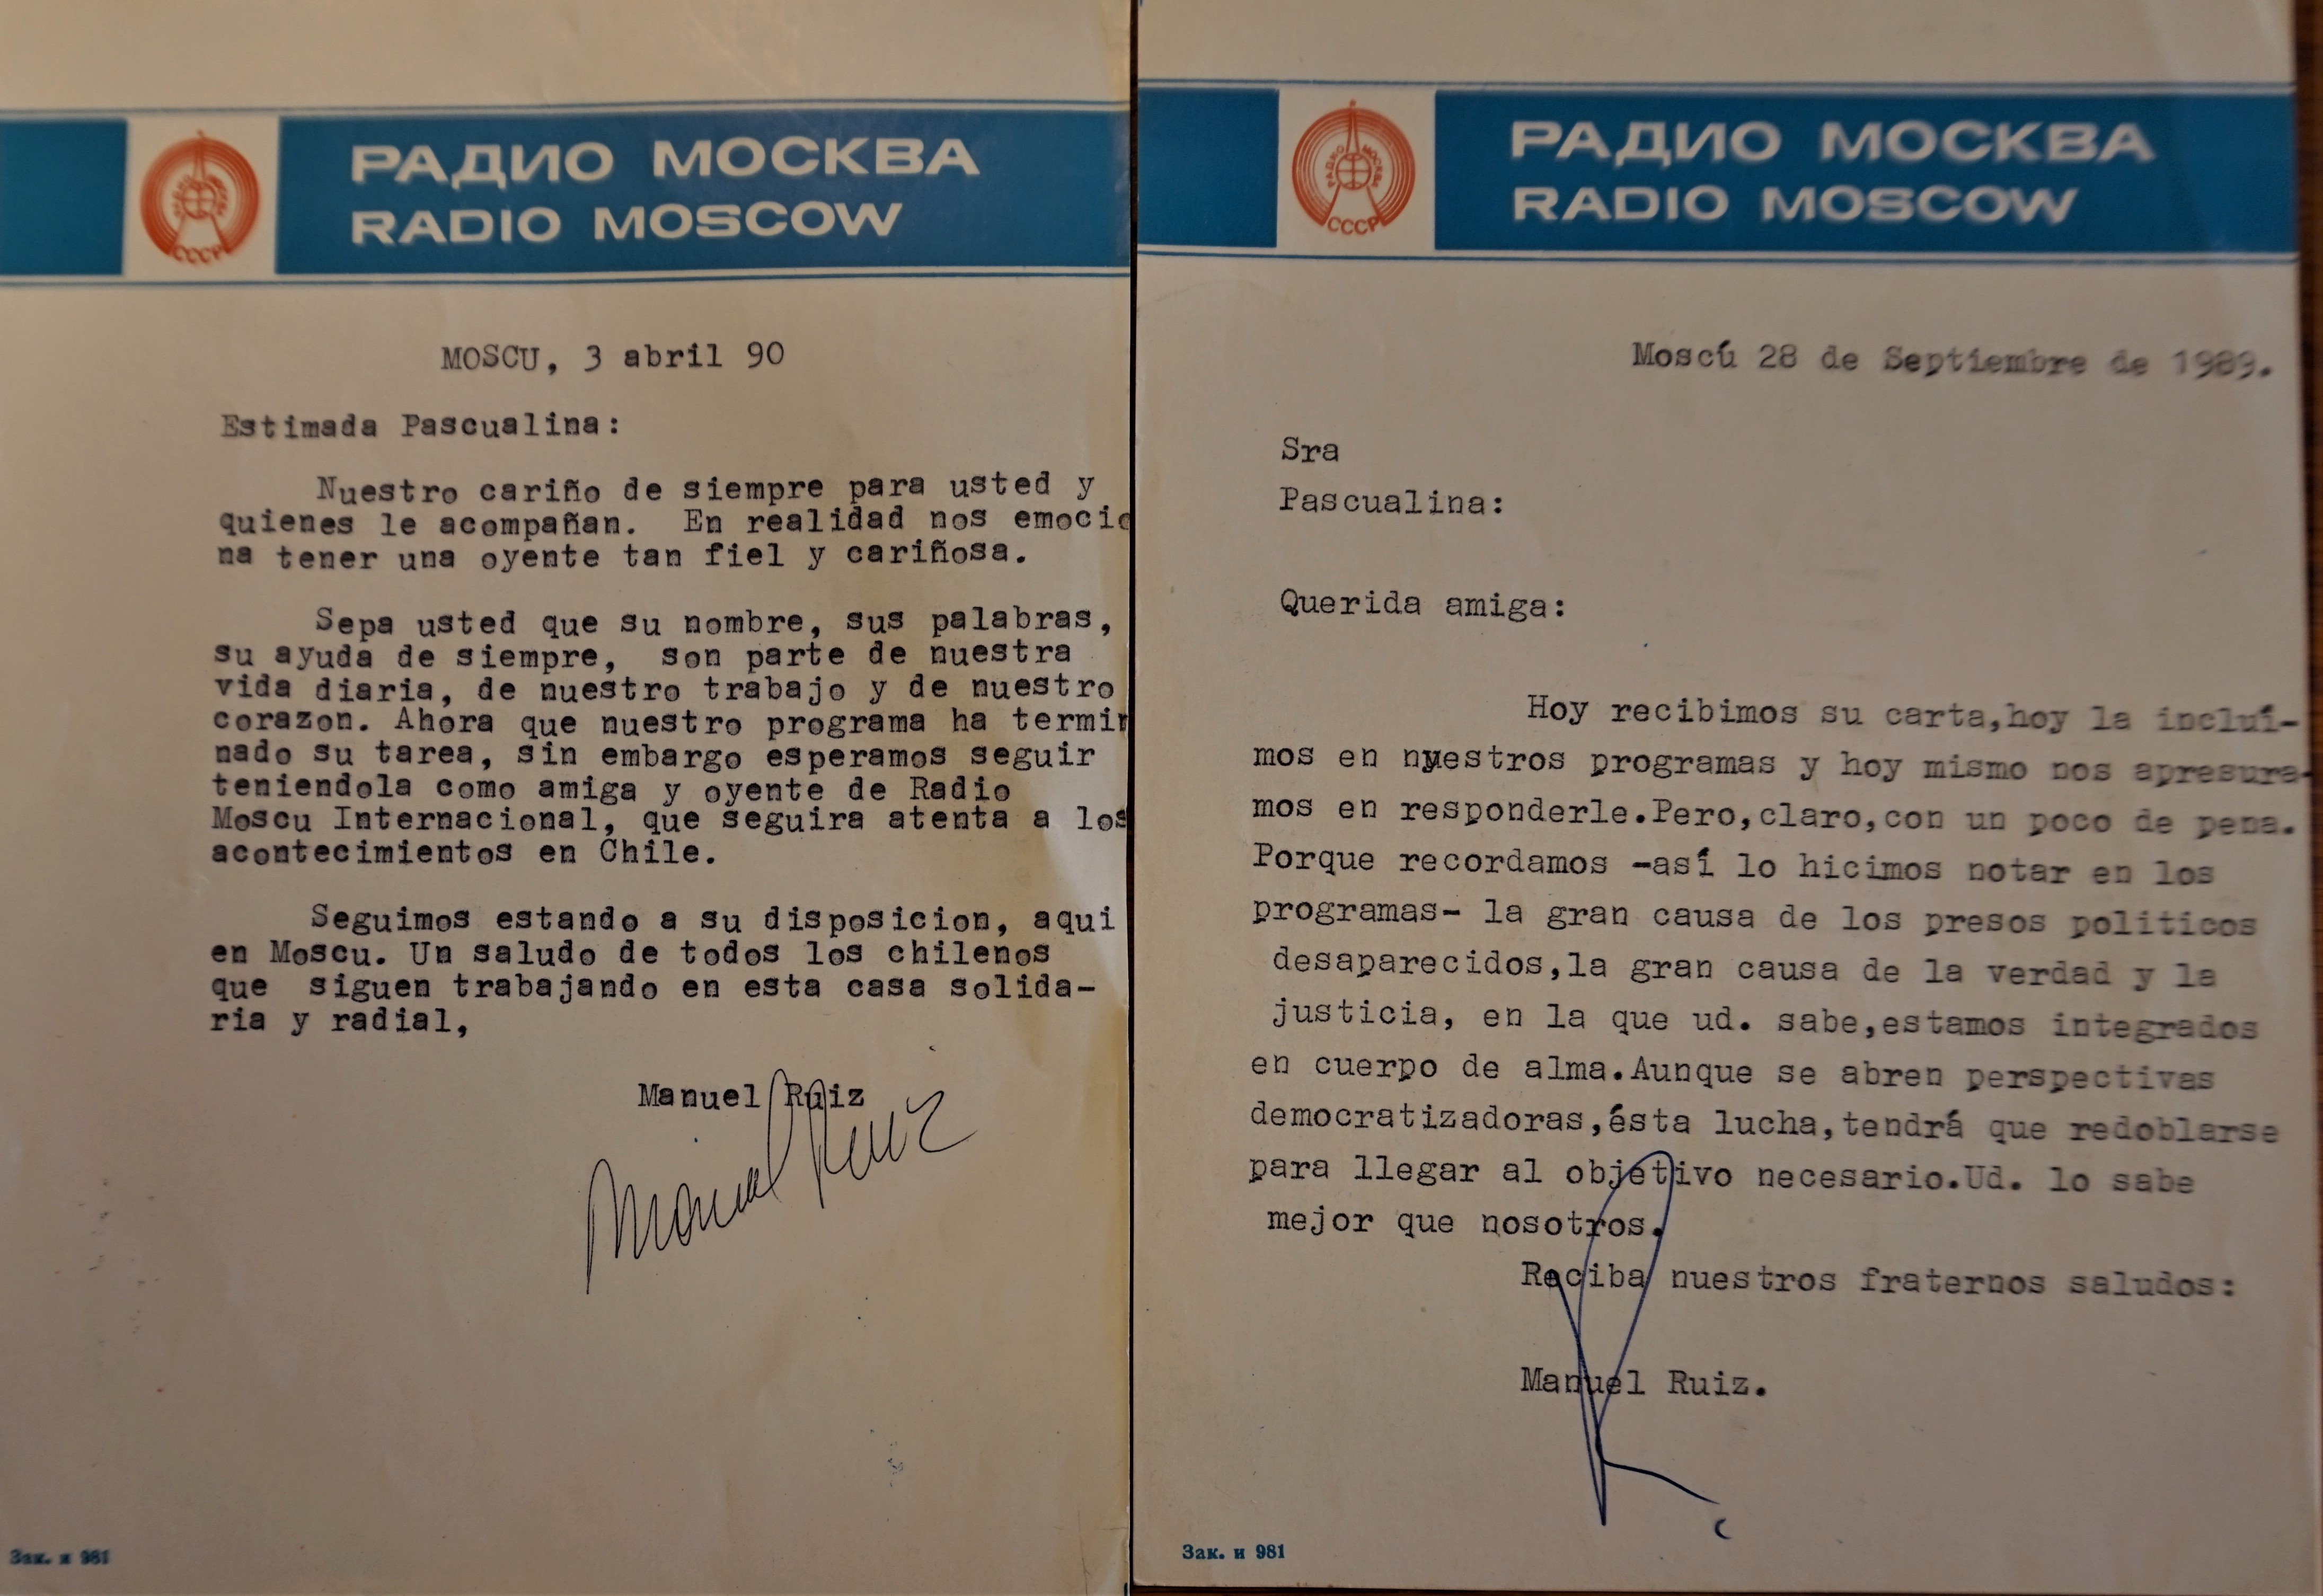 РАДИО МОСКВА
RADIO MOSCOW
СССР
MOSCU, 3 abril 90
Estimada Pascualina:
Nuestro cariño de siempre para usted y
quienes le acompañan. En realidad nos emocio
na tener una oyente tan fiel y cariñosa.
Sepa usted que su nombre, sus palabras,
su ayuda de siempre, son parte de nuestra
vida diaria, de nuestro trabajo y de nuestro
corazon. Ahora que nuestro programa ha termin
nado su tarea, sin embargo esperamos seguir
teniendola como amiga y oyente de Radio
Moscu Internacional, que seguira atenta a los
acontecimientos en Chile.
Seguimos estando a su disposicion, aqui
en Moscu. Un saludo de todos los chilenos
que siguen trabajando en esta casa solida-
ria y radial,
Manuel Ruiz
Manuel Ruiz
Зак. и 981
РАДИО МОСКВА
RADIO MOSCOW
РАДИО МОСКВА
СССР
Moscú 28 de Septiembre de 1989.
Sra
Pascualina:
Querida amiga:
Hoy recibimos su carta,hoy la incluí-
mos en nuestros programas y hoy mismo nos apresura-
mos en responderle.Pero,claro,con un poco de pena.
Porque recordamos -así lo hicimos notar en los
programas- la gran causa de los presos politicos
desaparecidos,la gran causa de la verdad y la
justicia, en la que ud. sabe,estamos integrados
en cuerpo de alma.Aunque se abren perspectivas
democratizadoras,ésta lucha,tendrá que redoblarse
para llegar al objetivo necesario.Ud. lo sabe
mejor que nosotros.
Reciba nuestros fraternos saludos:
Manuel Ruiz.
Зак. и 981